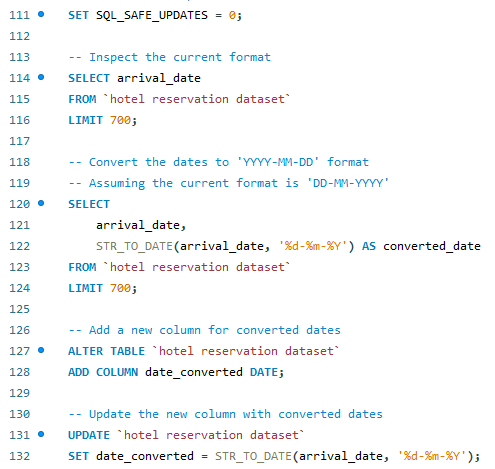 111 SET SQL_SAFE_UPDATES = 0;
112
113 -- Inspect the current format
114 SELECT arrival_date
115 FROM `hotel reservation dataset`
116 LIMIT 700;
117
118 -- Convert the dates to 'YYYY-MM-DD' format
119 -- Assuming the current format is 'DD-MM-YYYY'
120 SELECT
121 arrival_date,
122 STR_TO_DATE(arrival_date, '%d-%m-%Y') AS converted_date
123 FROM `hotel reservation dataset`
124 LIMIT 700;
125
126 -- Add a new column for converted dates
127 ALTER TABLE `hotel reservation dataset`
128 ADD COLUMN date_converted DATE;
129
130 -- Update the new column with converted dates
131 UPDATE `hotel reservation dataset`
132 SET date_converted = STR_TO_DATE(arrival_date, '%d-%m-%Y');